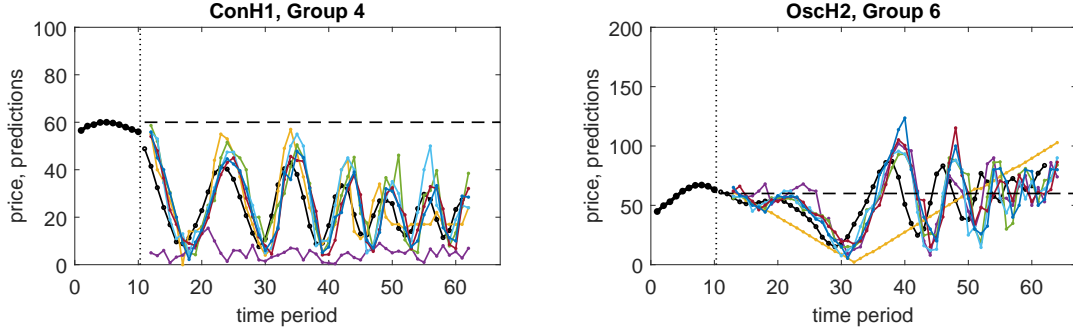 ConH1, Group 4
price, predictions
100
80
60
40
20
0
0 10 20 30 40 50 60
time period
OscH2, Group 6
price, predictions
200
150
100
50
0
0 10 20 30 40 50 60
time period